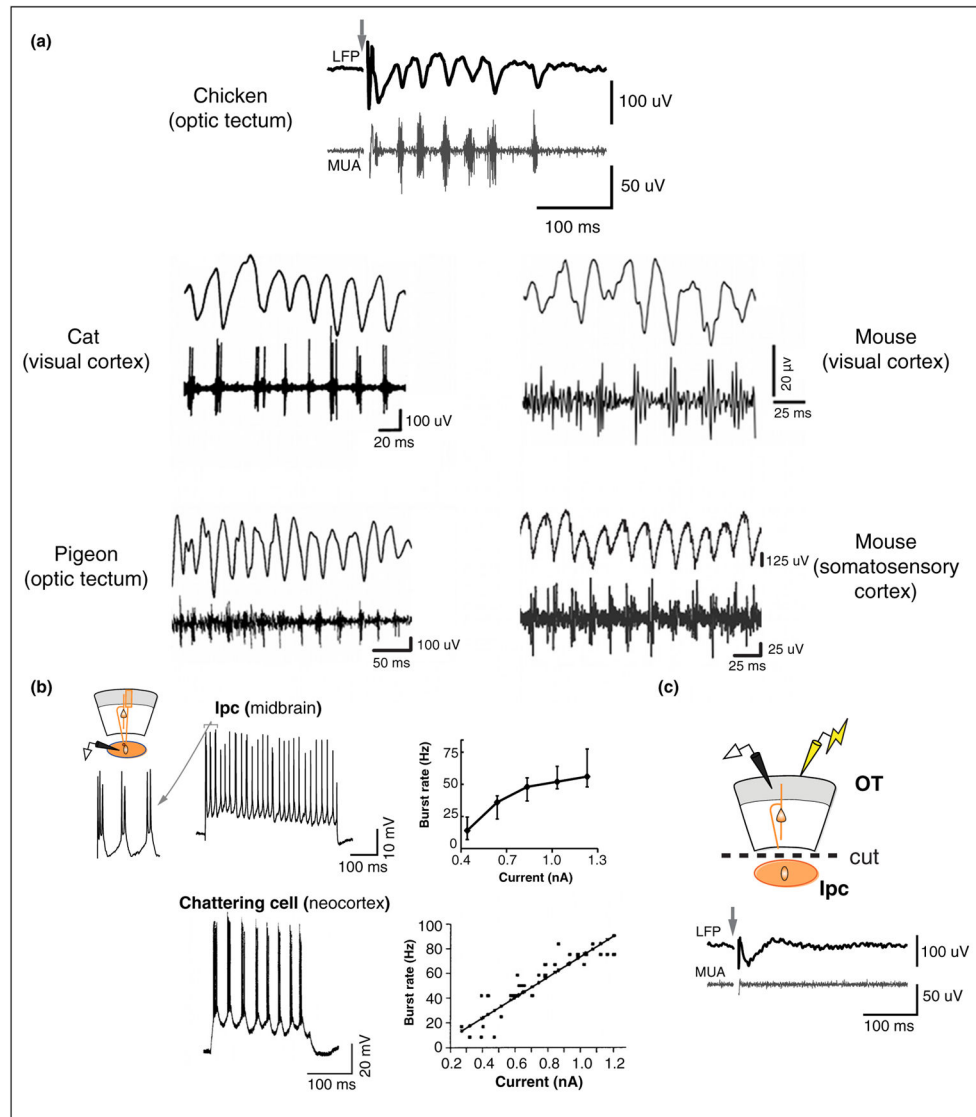 (a)
LFP
Chicken
(optic tectum)
100 uV
MUA
50 uV
100 ms
Cat
(visual cortex)
100 uV
20 ms
Mouse
(visual cortex)
20 μv
25 ms
Pigeon
(optic tectum)
100 uV
50 ms
Mouse
(somatosensory
cortex)
125 uV
25 uV
25 ms
(b)
Ipc (midbrain)
10 mV
100 ms
Burst rate (Hz)
75
50
25
0
0.4
0.7
1.0
1.3
Current (nA)
Chattering cell (neocortex)
20 mV
100 ms
Burst rate (Hz)
100
80
60
40
20
0
0.2
0.4
0.6
0.8
1.0
1.2
Current (nA)
(c)
OT
cut
Ipc
LFP
100 uV
MUA
50 uV
100 ms